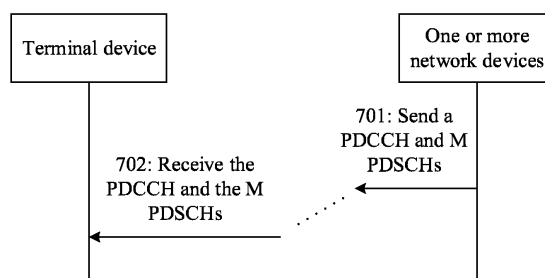 Terminal device
One or more
network devices
701: Send a
PDCCH and M
PDSCHs
702: Receive the
PDCCH and the M
PDSCHs